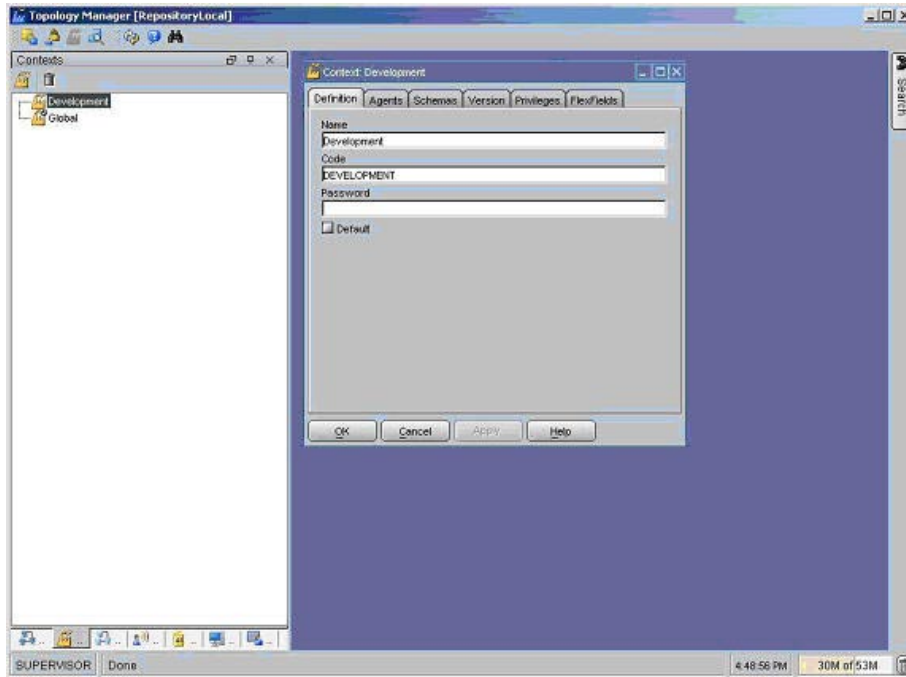 Topology Manager [RepositoryLocal]
Contexts
Development
Global
Context: Development
Definition Agents Schemas Version Privileges FlexFields
Name
Development
Code
DEVELOPMENT
Password
Default
OK Cancel Apply Help
Search
SUPERVISOR Done 4:48:56 PM 30M of 53M